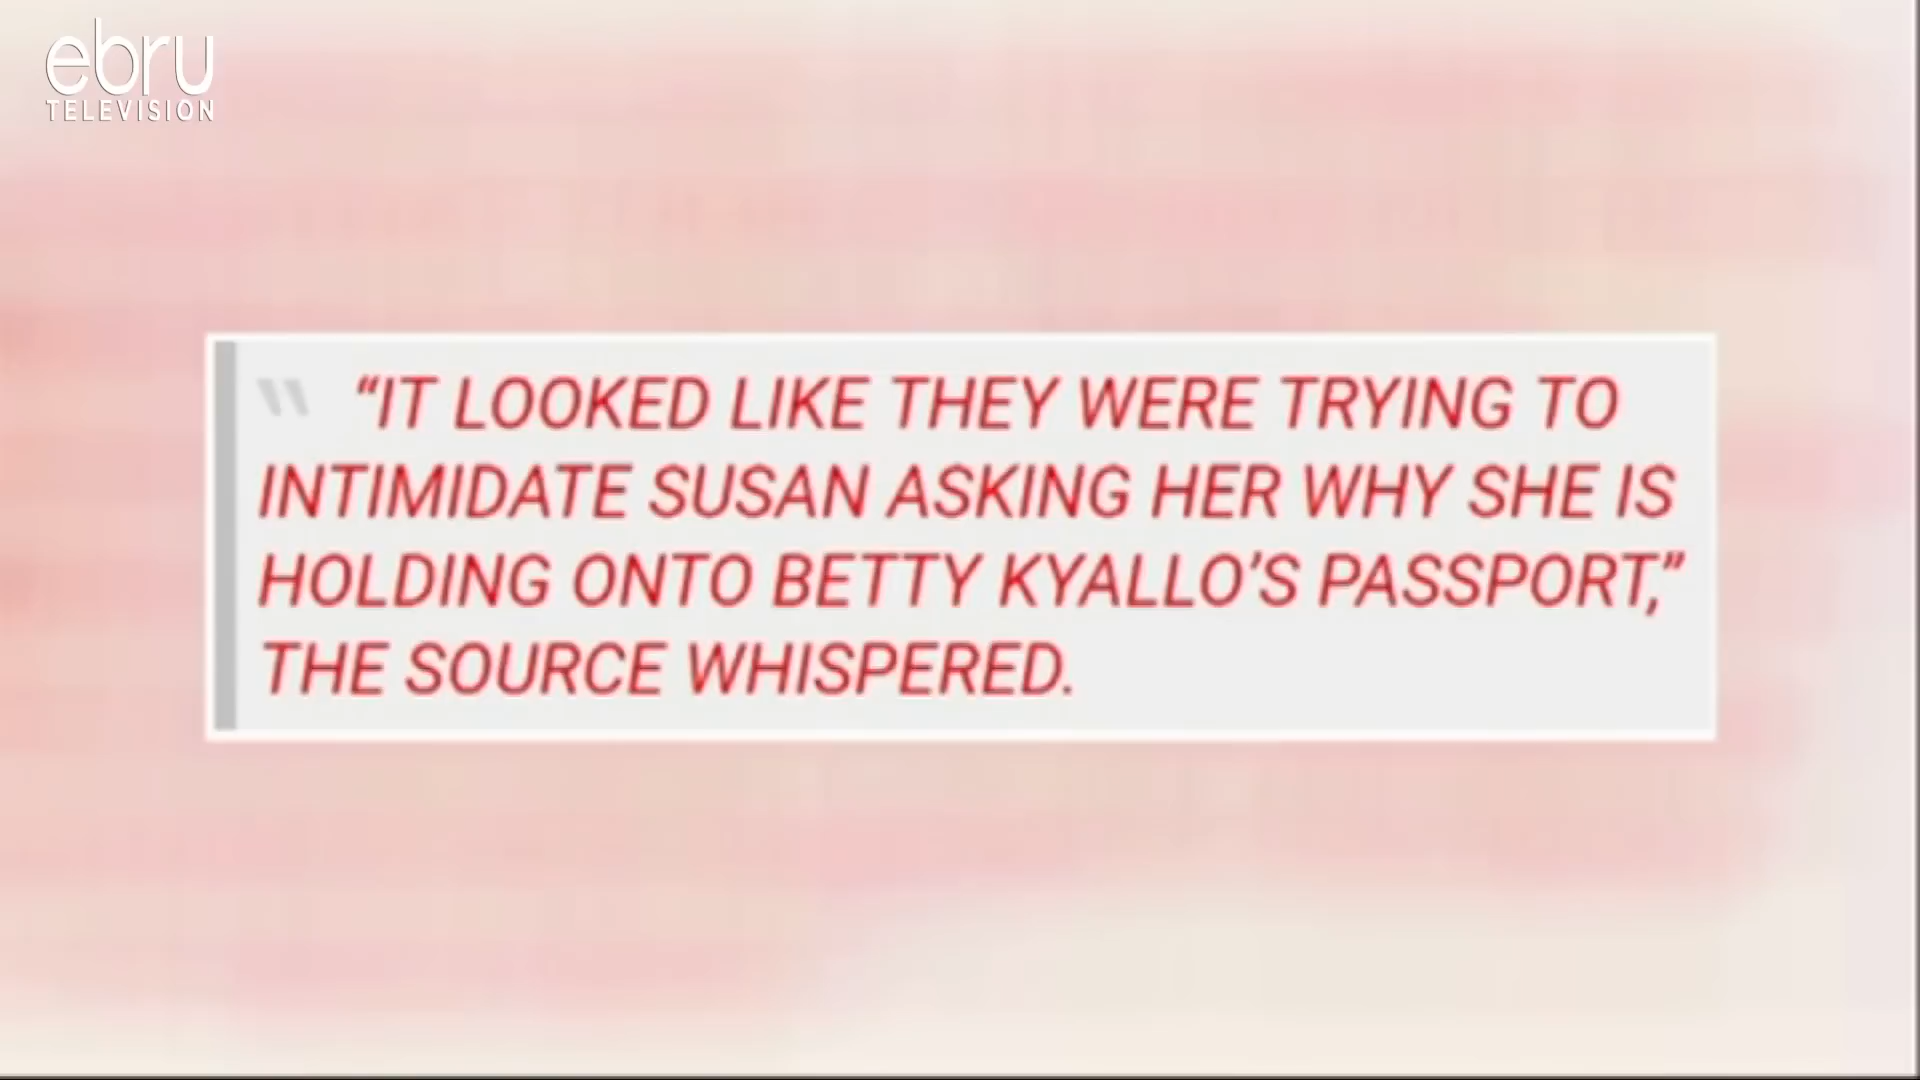 ebru
TELEVISION
“IT LOOKED LIKE THEY WERE TRYING TO
INTIMIDATE SUSAN ASKING HER WHY SHE IS
HOLDING ONTO BETTY KYALLO’S PASSPORT,”
THE SOURCE WHISPERED.